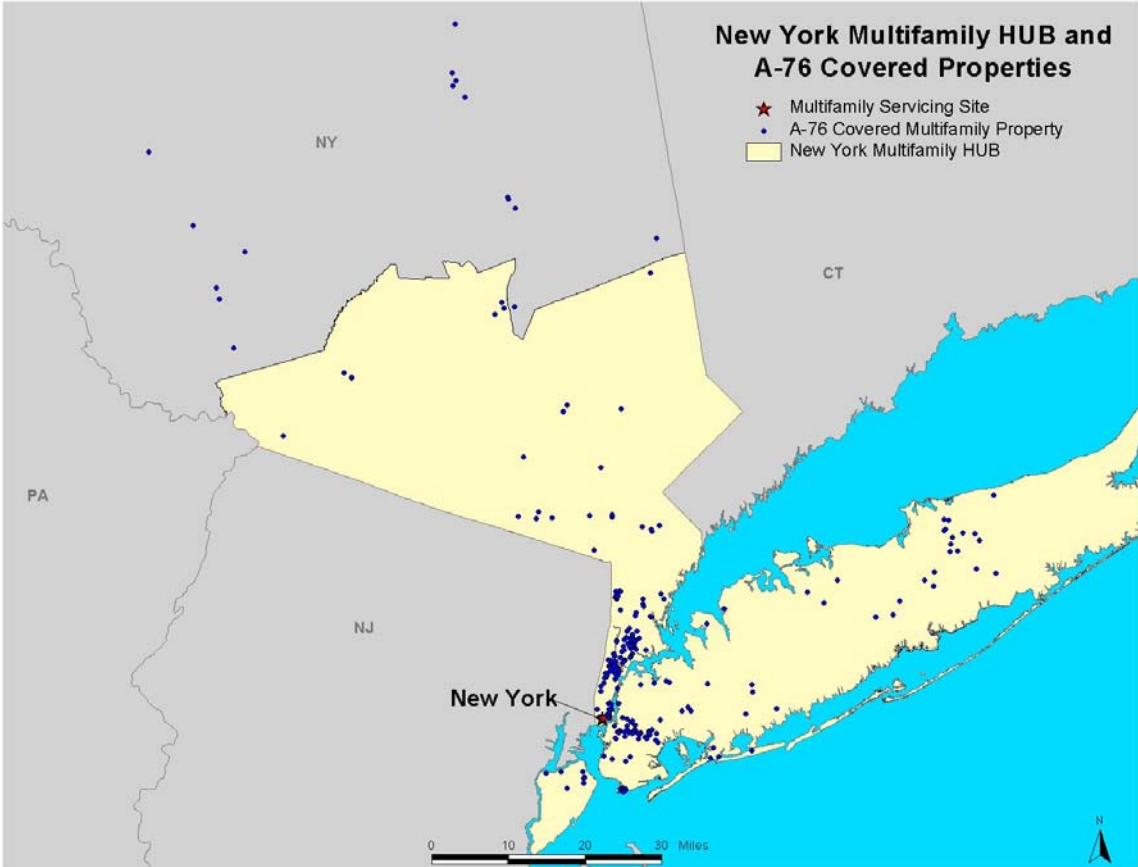 New York Multifamily HUB and
A-76 Covered Properties
Multifamily Servicing Site
A-76 Covered Multifamily Property
New York Multifamily HUB
NY
CT
PA
NJ
New York
N
0 10 20 30 Miles